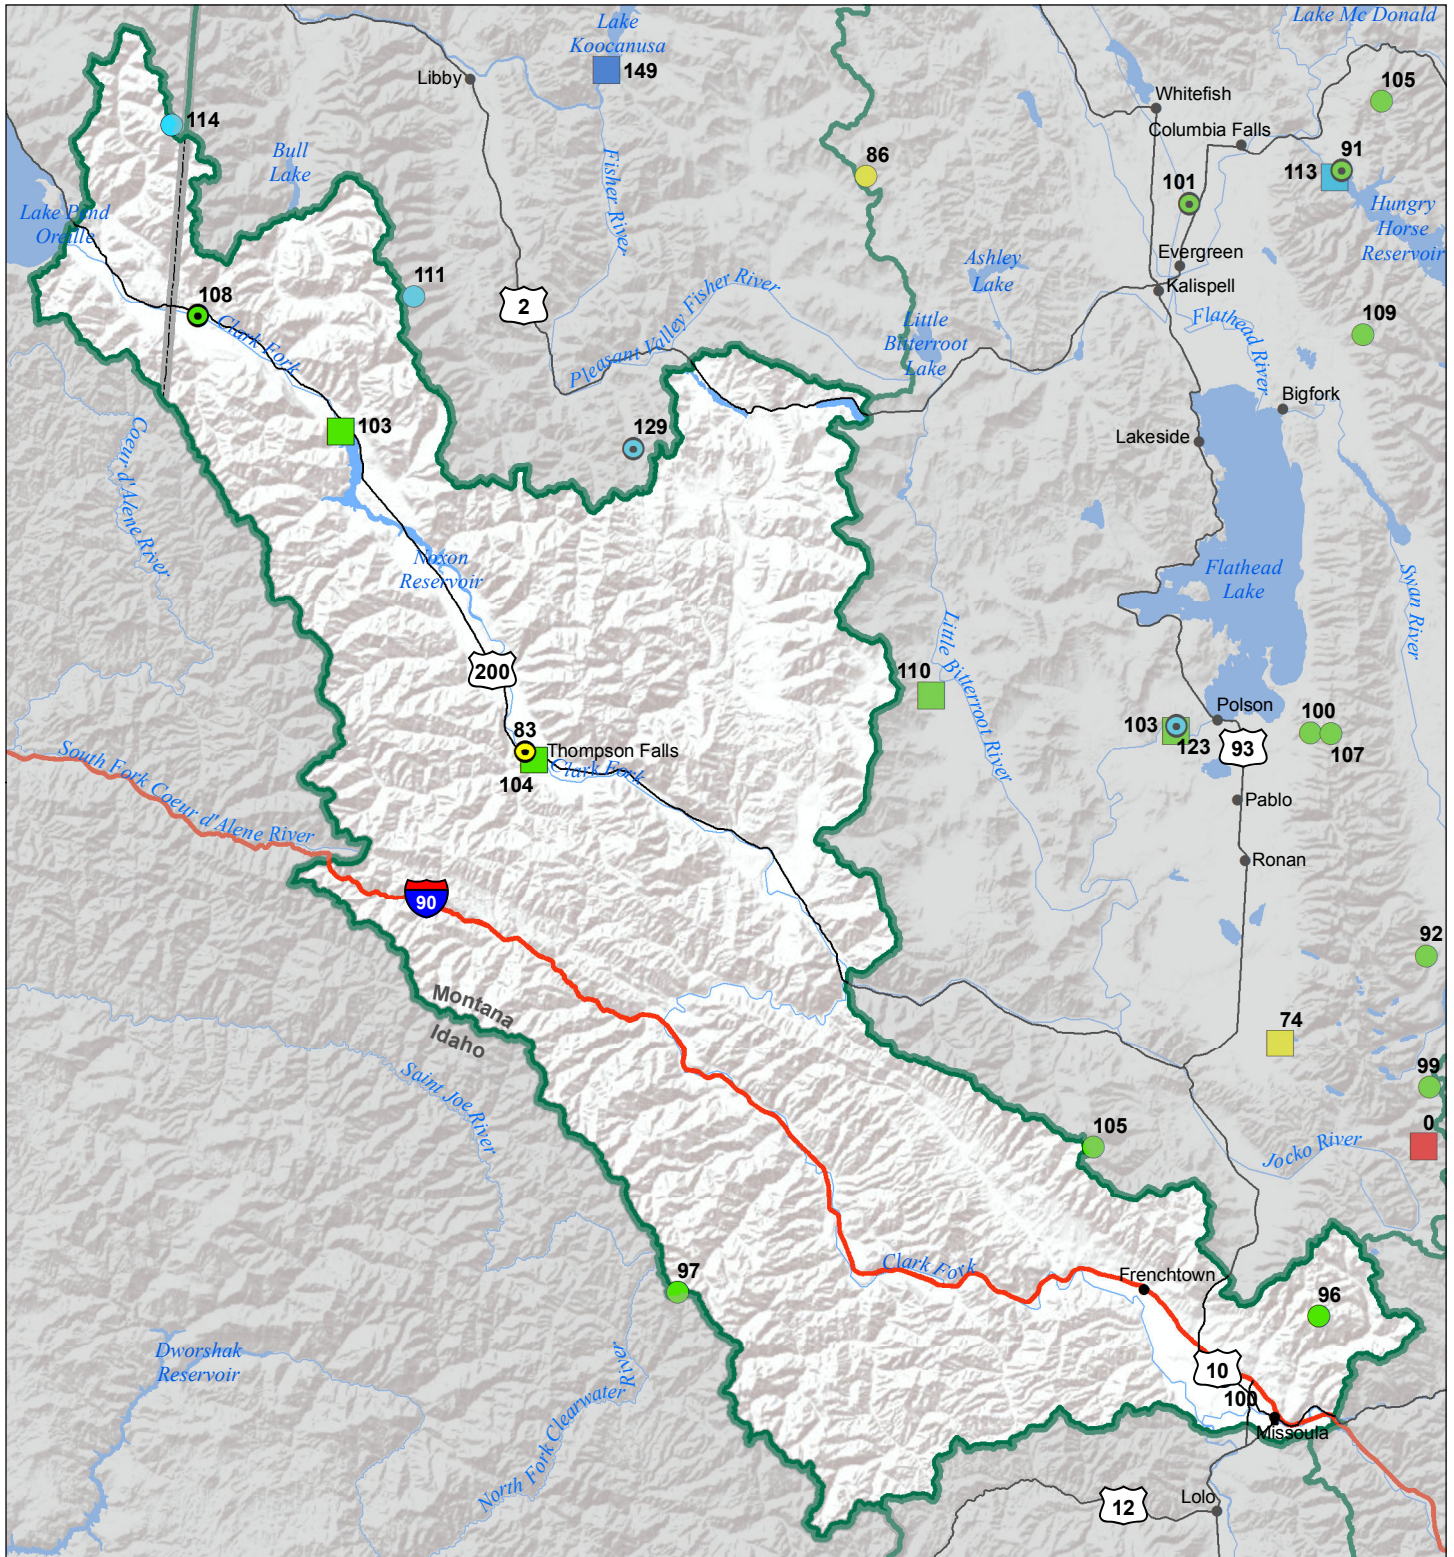 Lake Mc Donald
Lake
Koocanusa
149
Libby
105
Whitefish
Columbia Falls
114
Bull
Lake
86
91
113
101
Fisher River
Hungry
Horse
Reservoir
Lake Pend
Oreille
Evergreen
Ashley
Lake
111
Kalispell
108
2
Pleasant Valley Fisher River
Clark Fork
Little
Bitterroot
Lake
Flathead River
109
Bigfork
103
129
Lakeside
Coeur d'Alene River
Noxon
Reservoir
Flathead
Lake
Swan River
Little Bitterroot River
200
110
Polson
83
Thompson Falls
103
123
93
100
107
104
Clark Fork
South Fork Coeur d'Alene River
Pablo
Ronan
90
92
Montana
Idaho
74
Saint Joe River
99
105
0
Jocko River
97
Clark Fork
Frenchtown
96
Dworshak
Reservoir
10
100
Missoula
North Fork Clearwater
River
12
Lolo